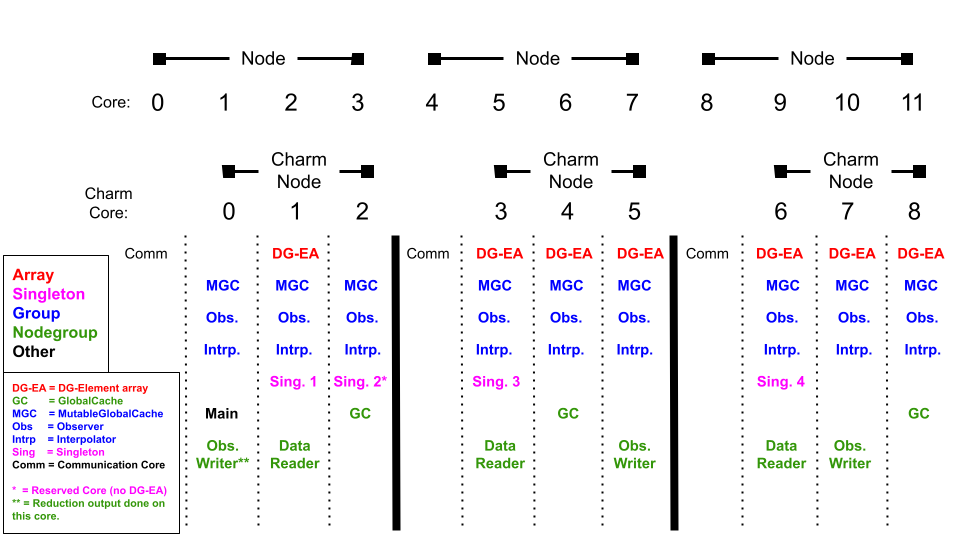 Node Node Node
Core: 0 1 2 3 4 5 6 7 8 9 10 11
Charm Node Charm Node Charm Node
Charm Core: 0 1 2 3 4 5 6 7 8
Comm DG-EA Comm DG-EA DG-EA DG-EA Comm DG-EA DG-EA DG-EA
MGC MGC MGC MGC MGC MGC MGC MGC MGC
Obs. Obs. Obs. Obs. Obs. Obs. Obs. Obs. Obs.
Intrp. Intrp. Intrp. Intrp. Intrp. Intrp. Intrp. Intrp. Intrp.
Sing. 1 Sing. 2* Sing. 3 Sing. 4
Main GC GC GC
Obs. Writer** Data Reader Data Reader Obs. Writer Data Reader Obs. Writer
Array
Singleton
Group
Nodegroup
Other
DG-EA = DG-Element array
GC = GlobalCache
MGC = MutableGlobalCache
Obs = Observer
Intrp = Interpolator
Sing = Singleton
Comm = Communication Core
* = Reserved Core (no DG-EA)
** = Reduction output done on
this core.